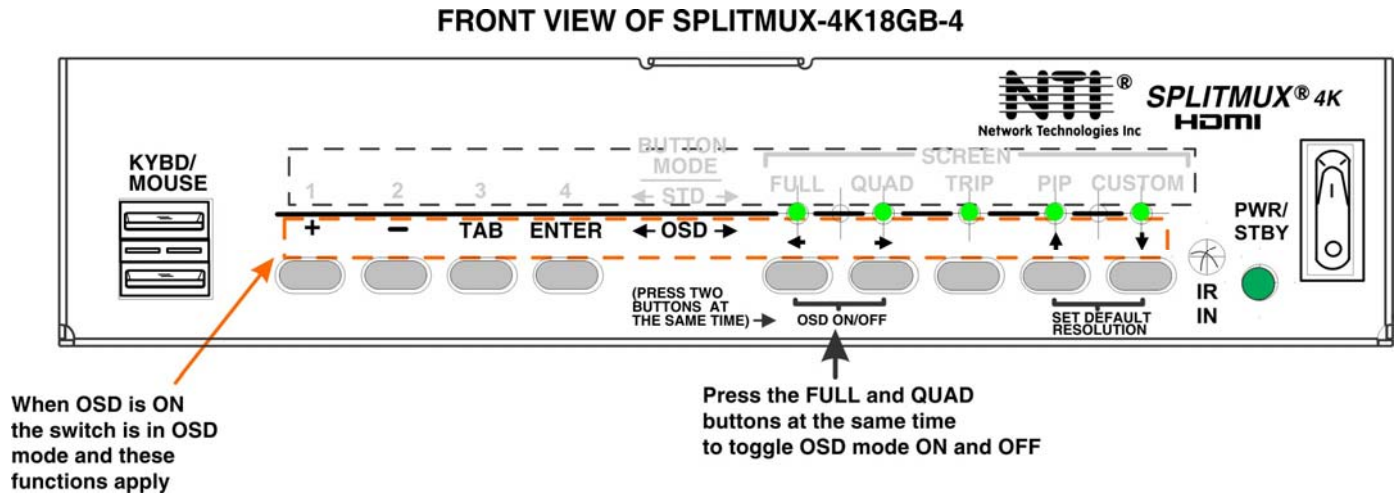 FRONT VIEW OF SPLITMUX-4K18GB-4
NTI®
Network Technologies Inc
SPLITMUX® 4K
HDMI
KYBD/
MOUSE
BUTTON
MODE
SCREEN
1 2 3 4 STD FULL QUAD TRIP PIP CUSTOM
+ – TAB ENTER OSD
PWR/
STBY
(PRESS TWO
BUTTONS AT
THE SAME TIME)
OSD ON/OFF
SET DEFAULT
RESOLUTION
IR
IN
When OSD is ON
the switch is in OSD
mode and these
functions apply
Press the FULL and QUAD
buttons at the same time
to toggle OSD mode ON and OFF